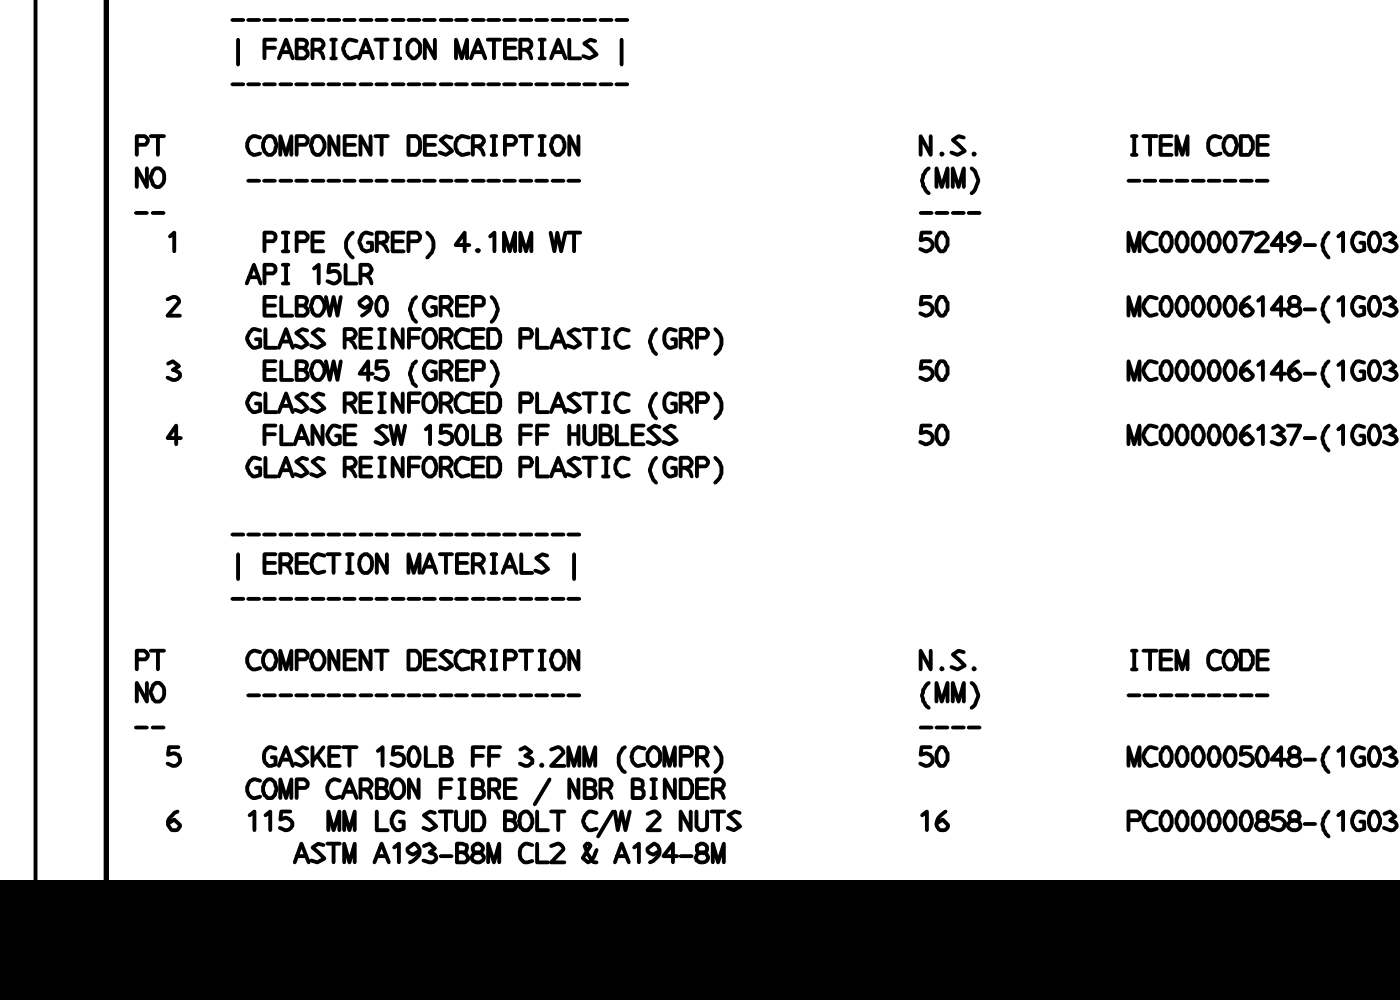 ------------------------
| FABRICATION MATERIALS |
------------------------
PT COMPONENT DESCRIPTION N.S. ITEM CODE
NO --------------------- (MM) ---------
-- ----
1 PIPE (GREP) 4.1MM WT 50 MC000007249-(1G03
API 15LR
2 ELBOW 90 (GREP) 50 MC000006148-(1G03
GLASS REINFORCED PLASTIC (GRP)
3 ELBOW 45 (GREP) 50 MC000006146-(1G03
GLASS REINFORCED PLASTIC (GRP)
4 FLANGE SW 150LB FF HUBLESS 50 MC000006137-(1G03
GLASS REINFORCED PLASTIC (GRP)
----------------------
| ERECTION MATERIALS |
----------------------
PT COMPONENT DESCRIPTION N.S. ITEM CODE
NO --------------------- (MM) ---------
-- ----
5 GASKET 150LB FF 3.2MM (COMPR) 50 MC000005048-(1G03
COMP CARBON FIBRE / NBR BINDER
6 115 MM LG STUD BOLT C/W 2 NUTS 16 PC000000858-(1G03
ASTM A193-B8M CL2 & A194-8M